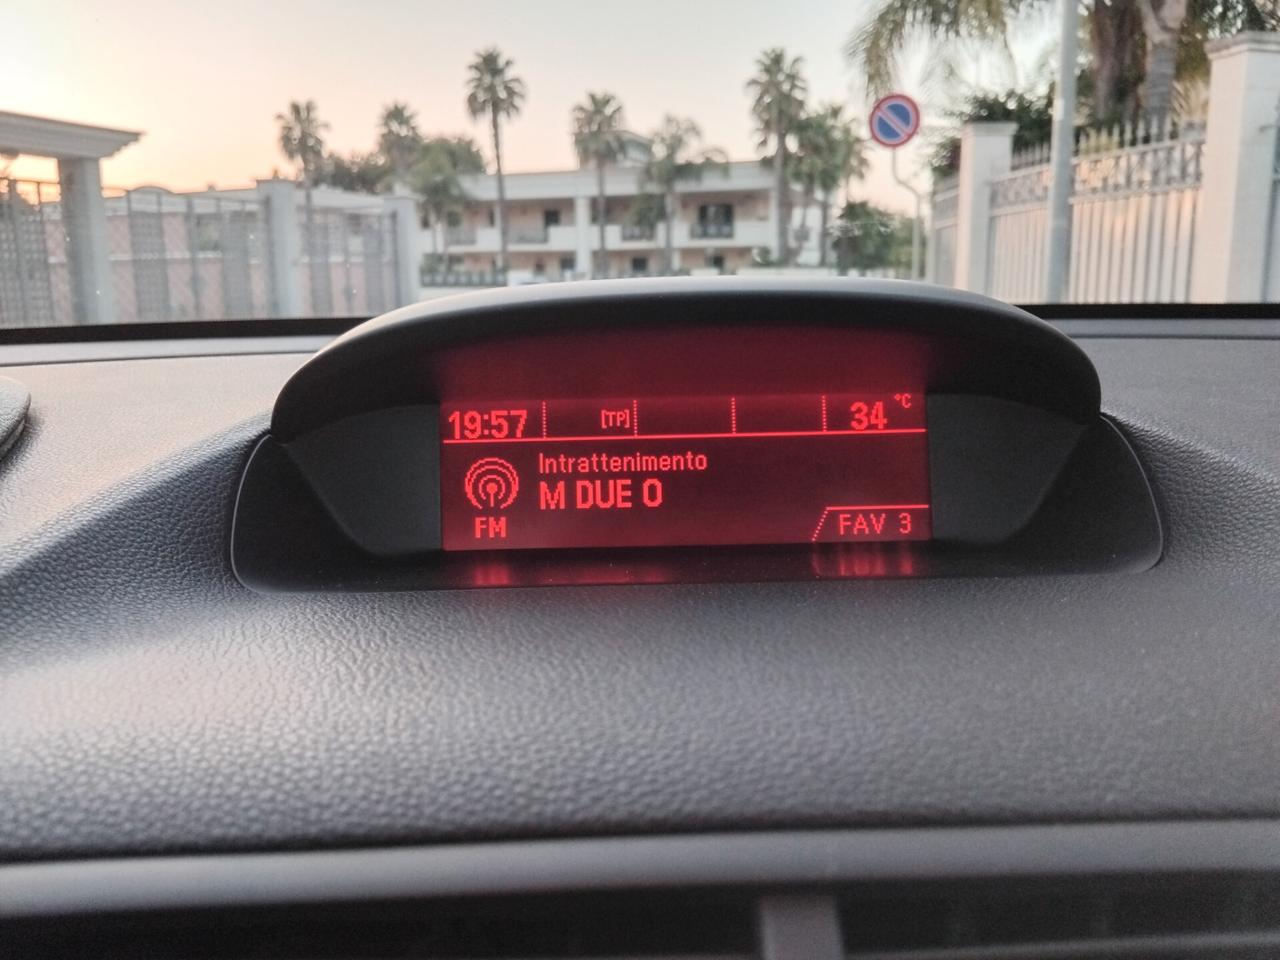 19:57 [TP] 34 °C
Intrattenimento
M DUE O
FM
FAV 3